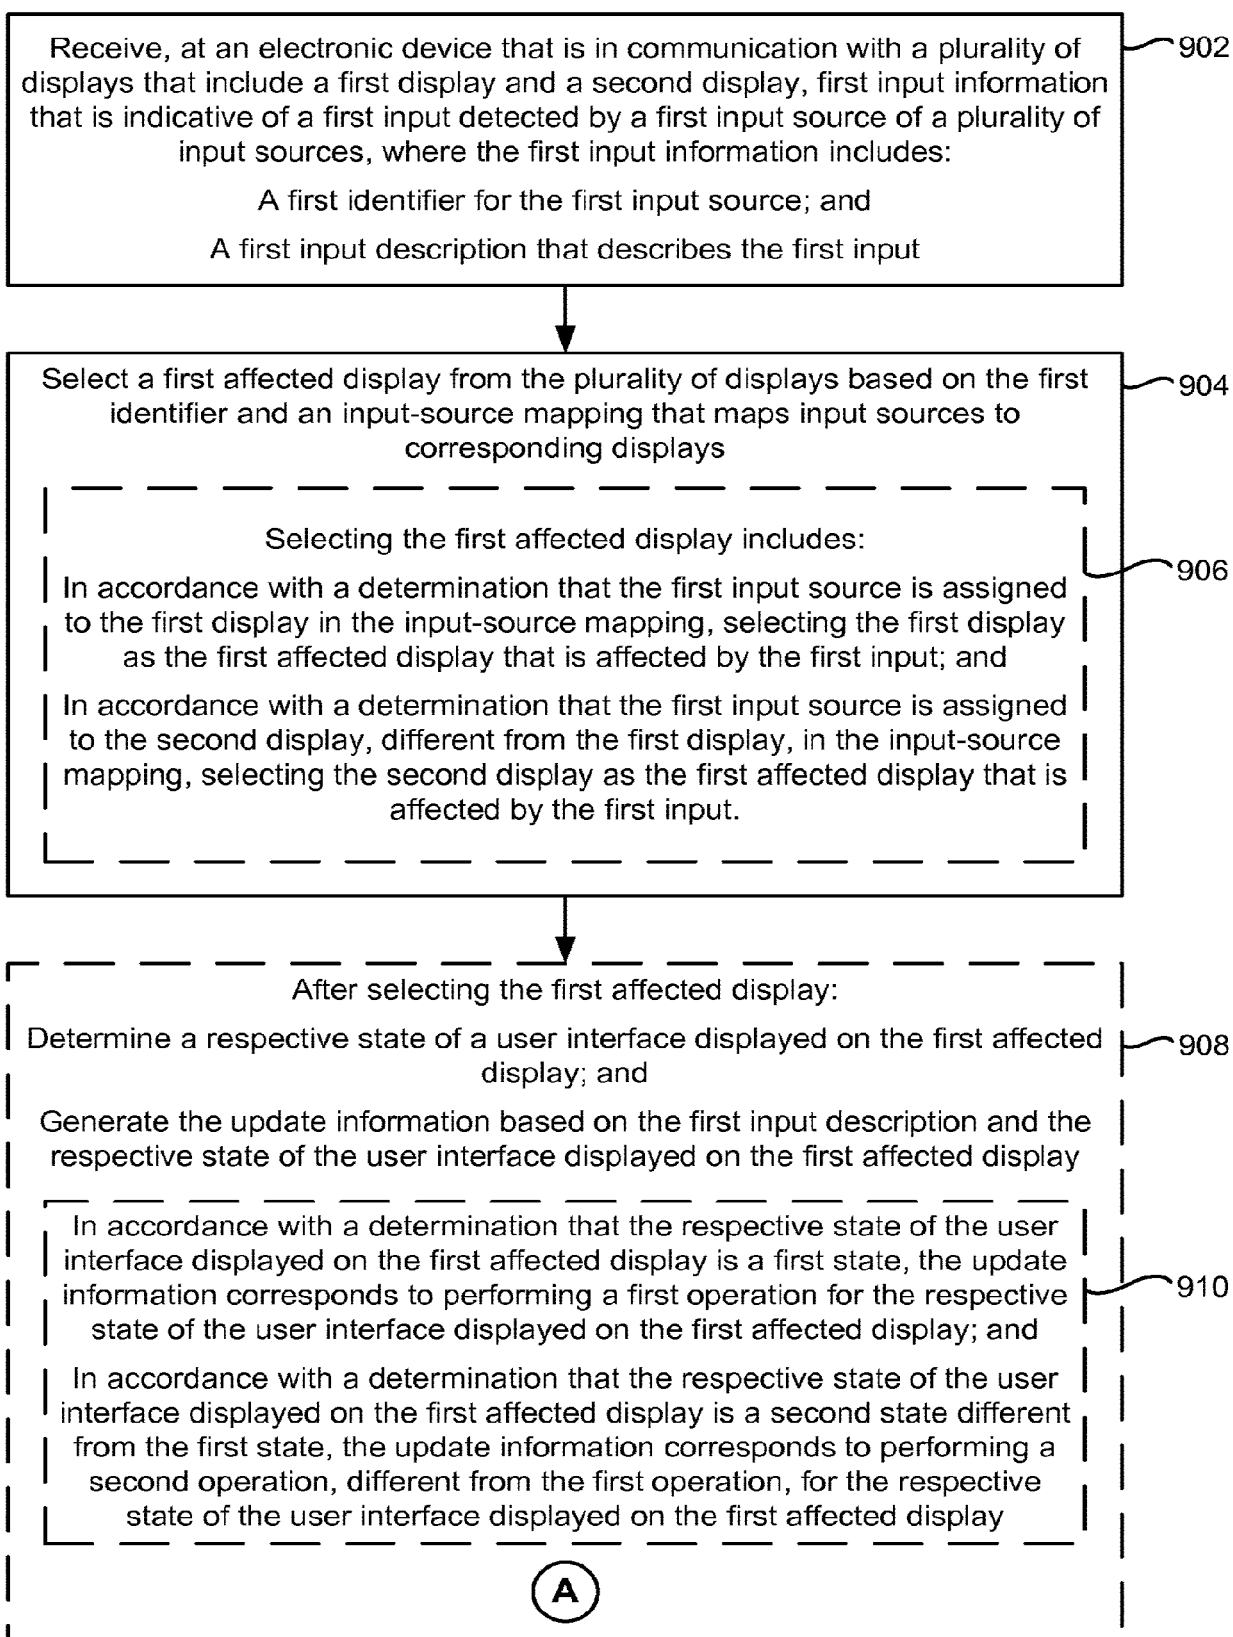 Receive, at an electronic device that is in communication with a plurality of
displays that include a first display and a second display, first input information
that is indicative of a first input detected by a first input source of a plurality of
input sources, where the first input information includes:
A first identifier for the first input source; and
A first input description that describes the first input
902
Select a first affected display from the plurality of displays based on the first
identifier and an input-source mapping that maps input sources to
corresponding displays
904
Selecting the first affected display includes:
In accordance with a determination that the first input source is assigned
to the first display in the input-source mapping, selecting the first display
as the first affected display that is affected by the first input; and
In accordance with a determination that the first input source is assigned
to the second display, different from the first display, in the input-source
mapping, selecting the second display as the first affected display that is
affected by the first input.
906
After selecting the first affected display:
Determine a respective state of a user interface displayed on the first affected
display; and
Generate the update information based on the first input description and the
respective state of the user interface displayed on the first affected display
908
In accordance with a determination that the respective state of the user
interface displayed on the first affected display is a first state, the update
information corresponds to performing a first operation for the respective
state of the user interface displayed on the first affected display; and
In accordance with a determination that the respective state of the user
interface displayed on the first affected display is a second state different
from the first state, the update information corresponds to performing a
second operation, different from the first operation, for the respective
state of the user interface displayed on the first affected display
910
A